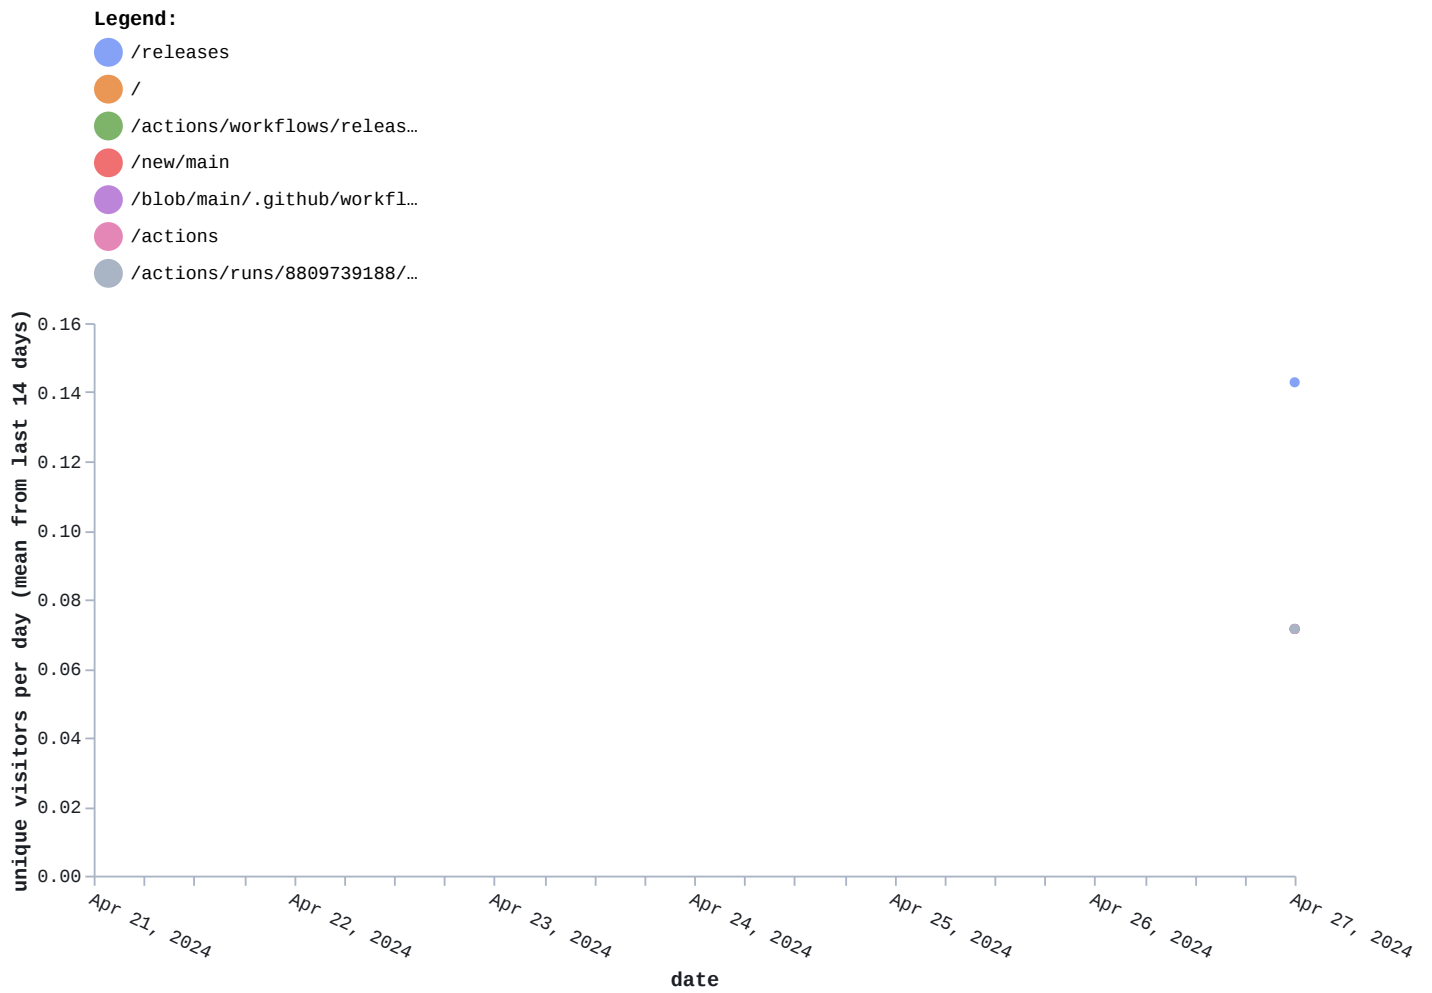 Legend:
/releases
/
/actions/workflows/releas…
/new/main
/blob/main/.github/workfl…
/actions
/actions/runs/8809739188/…
unique visitors per day (mean from last 14 days)
0.16
0.14
0.12
0.10
0.08
0.06
0.04
0.02
0.00
Apr 21, 2024
Apr 22, 2024
Apr 23, 2024
Apr 24, 2024
Apr 25, 2024
Apr 26, 2024
Apr 27, 2024
date